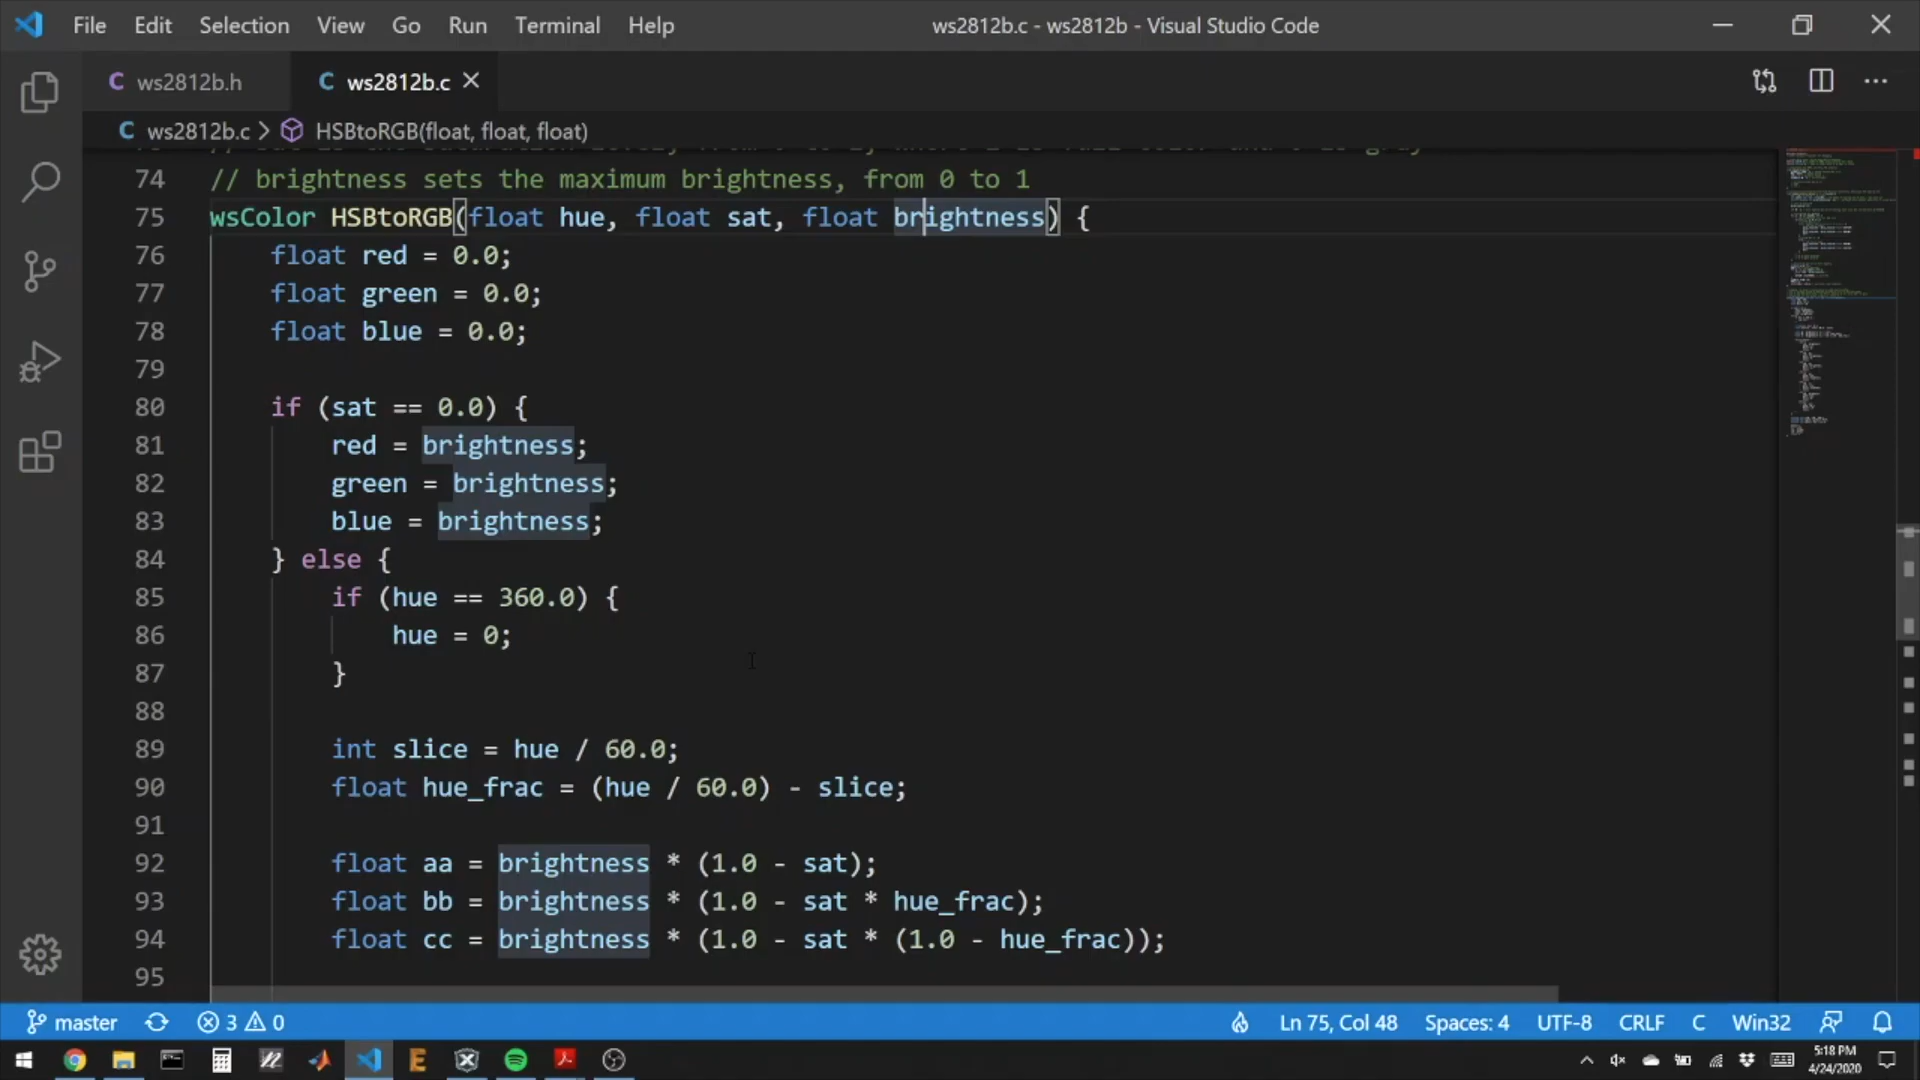 File Edit Selection View Go Run Terminal Help
ws2812b.c - ws2812b - Visual Studio Code
C ws2812b.h
C ws2812b.c
C ws2812b.c > HSBtoRGB(float, float, float)
74 // brightness sets the maximum brightness, from 0 to 1
75 wsColor HSBtoRGB(float hue, float sat, float brightness) {
76 float red = 0.0;
77 float green = 0.0;
78 float blue = 0.0;
79
80 if (sat == 0.0) {
81 red = brightness;
82 green = brightness;
83 blue = brightness;
84 } else {
85 if (hue == 360.0) {
86 hue = 0;
87 }
88
89 int slice = hue / 60.0;
90 float hue_frac = (hue / 60.0) - slice;
91
92 float aa = brightness * (1.0 - sat);
93 float bb = brightness * (1.0 - sat * hue_frac);
94 float cc = brightness * (1.0 - sat * (1.0 - hue_frac));
95
master 3 0 Ln 75, Col 48 Spaces: 4 UTF-8 CRLF C Win32
5:18 PM
4/24/2020